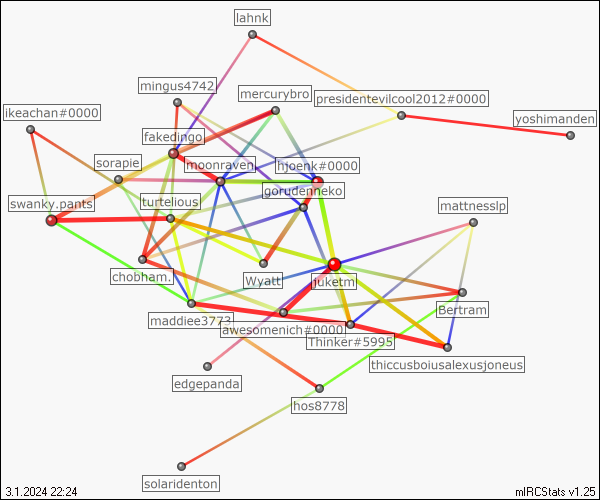 lahnk
mingus4742
mercurybro
presidentevilcool2012#0000
ikeachan#0000
yoshimanden
fakedingo
sorapie
moonraven
hjoenk#0000
gorudenneko
swanky.pants
turtelious
mattnesslp
chobham.
Wyatt
juketm
maddiee3773
awesomenich#0000
Bertram
Thinker#5995
thiccusboiusalexusjoneus
edgepanda
hos8778
solaridenton
3.1.2024 22:24
mIRCStats v1.25